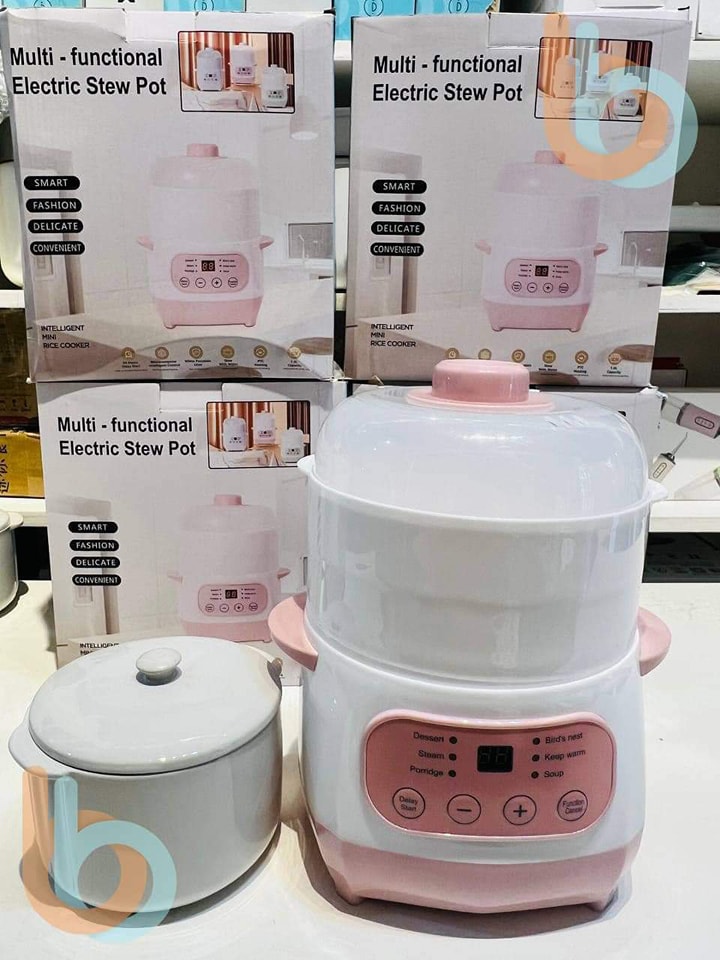 Multi - functional
Electric Stew Pot
SMART
FASHION
DELICATE
CONVENIENT
INTELLIGENT
MINI
RICE COOKER
Multi - functional
Electric Stew Pot
SMART
FASHION
DELICATE
CONVENIENT
INTELLIGENT
MINI
RICE COOKER
Multi - functional
Electric Stew Pot
SMART
FASHION
DELICATE
CONVENIENT
INTELLIGENT
Dessert
Steam
Porridge
Bird's nest
Keep warm
Soup
Delay
Start
Function
Cancel